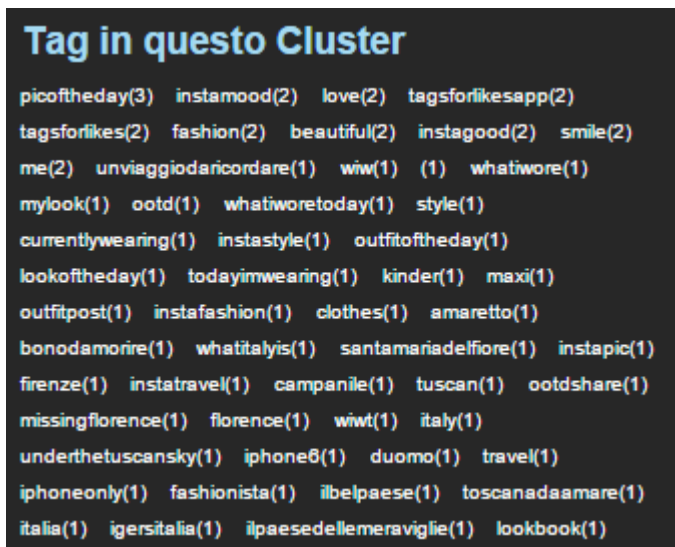 Tag in questo Cluster
picoftheday(3) instamood(2) love(2) tagsforlikesapp(2)
tagsforlikes(2) fashion(2) beautiful(2) instagood(2) smile(2)
me(2) unviaggiodaricordare(1) wiw(1) (1) whatiwore(1)
mylook(1) ootd(1) whatiworetoday(1) style(1)
currentlywearing(1) instastyle(1) outfitoftheday(1)
lookoftheday(1) todayimwearing(1) kinder(1) maxi(1)
outfitpost(1) instafashion(1) clothes(1) amaretto(1)
bonodamorire(1) whatitalyis(1) santamariadelfiore(1) instapic(1)
firenze(1) instatravel(1) campanile(1) tuscan(1) ootdshare(1)
missingflorence(1) florence(1) wiwt(1) italy(1)
underthetuscansky(1) iphone6(1) duomo(1) travel(1)
iphoneonly(1) fashionista(1) ilbelpaese(1) toscanadaamare(1)
italia(1) igersitalia(1) ilpaesedellemeraviglie(1) lookbook(1)